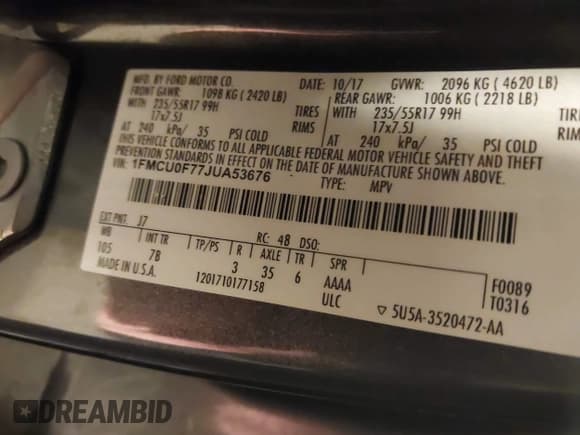 MFD. BY FORD MOTOR CO.
DATE: 10/17 GVWR: 2096 KG (4620 LB)
FRONT GAWR: 1098 KG (2420 LB)
REAR GAWR: 1006 KG (2218 LB)
WITH 235/55R17 99H TIRES
WITH 235/55R17 99H TIRE
17x7.5J RIMS
17x7.5J RIMS
AT 240 kPa/ 35 PSI COLD
AT 240 kPa/ 35 PSI COLD
THIS VEHICLE CONFORMS TO ALL APPLICABLE FEDERAL MOTOR VEHICLE SAFETY AND THEFT
PREVENTION STANDARDS IN EFFECT ON THE DATE OF MANUFACTURE SHOWN ABOVE.
VIN: 1FMCU0F77JUA53676
TYPE: MPV
EXT PNT: J7
RC: 48 DSO:
WB INT TR TP/PS R AXLE TR SPR
105 7B 3 35 6 AAAA
ULC
MADE IN U.S.A.
1201710177158
F0089
T0316
▽ 5U5A-3520472-AA
DREAMBID